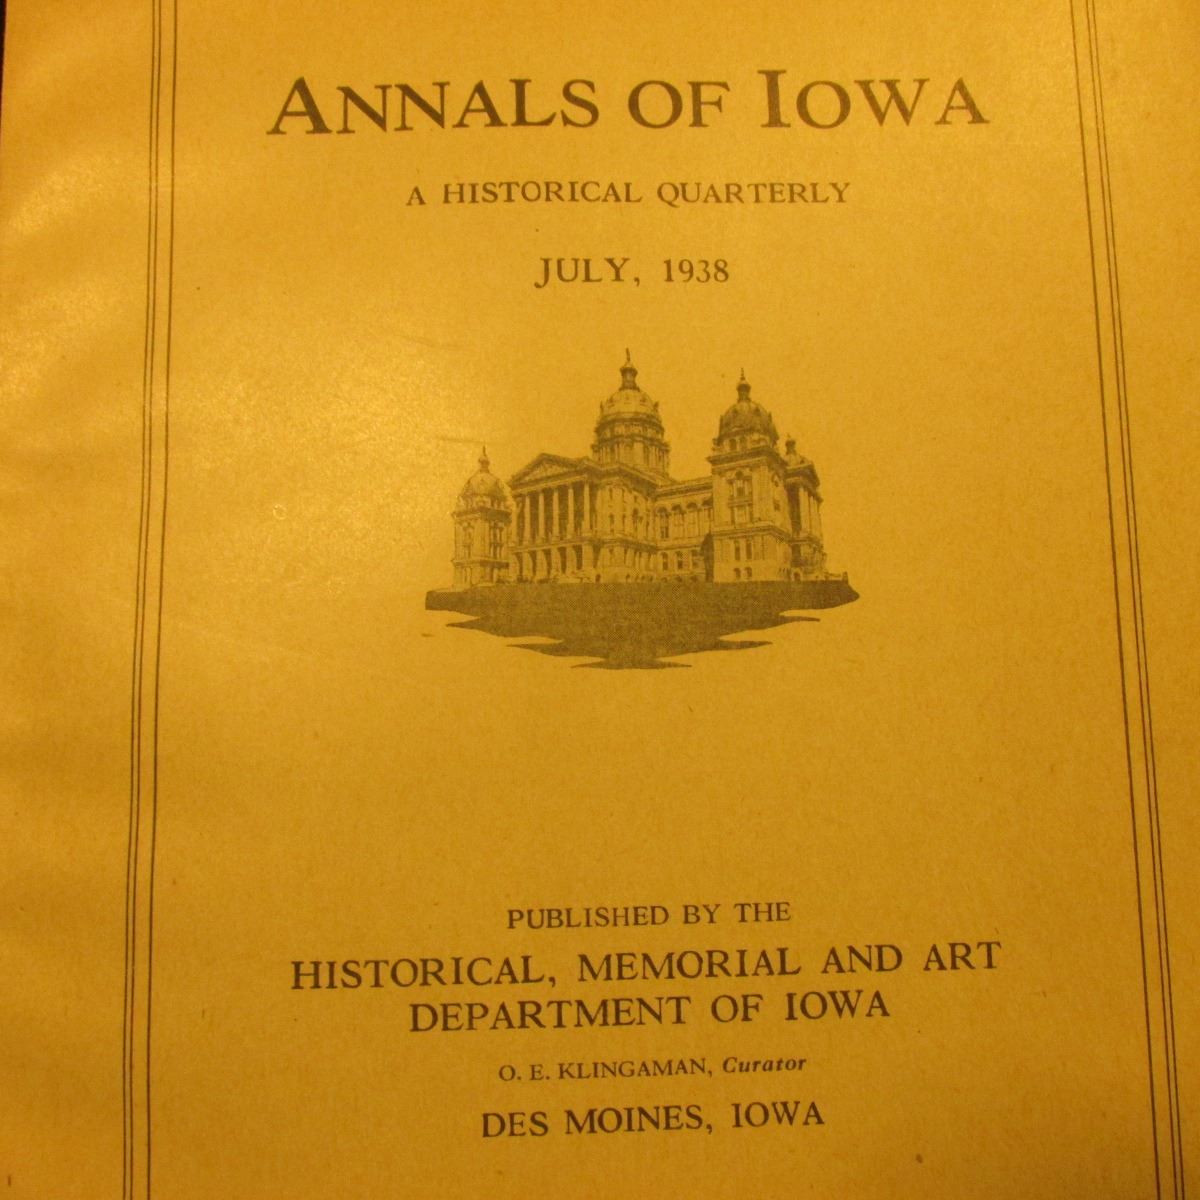 ANNALS OF IOWA
A HISTORICAL QUARTERLY
JULY, 1938
PUBLISHED BY THE
HISTORICAL, MEMORIAL AND ART
DEPARTMENT OF IOWA
O. E. KLINGAMAN, Curator
DES MOINES, IOWA